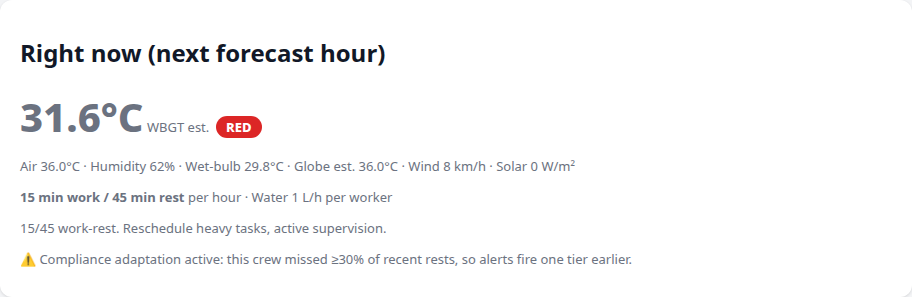 Right now (next forecast hour)
31.6°C WBGT est. RED
Air 36.0°C · Humidity 62% · Wet-bulb 29.8°C · Globe est. 36.0°C · Wind 8 km/h · Solar 0 W/m²
15 min work / 45 min rest per hour · Water 1 L/h per worker
15/45 work-rest. Reschedule heavy tasks, active supervision.
⚠️ Compliance adaptation active: this crew missed ≥30% of recent rests, so alerts fire one tier earlier.